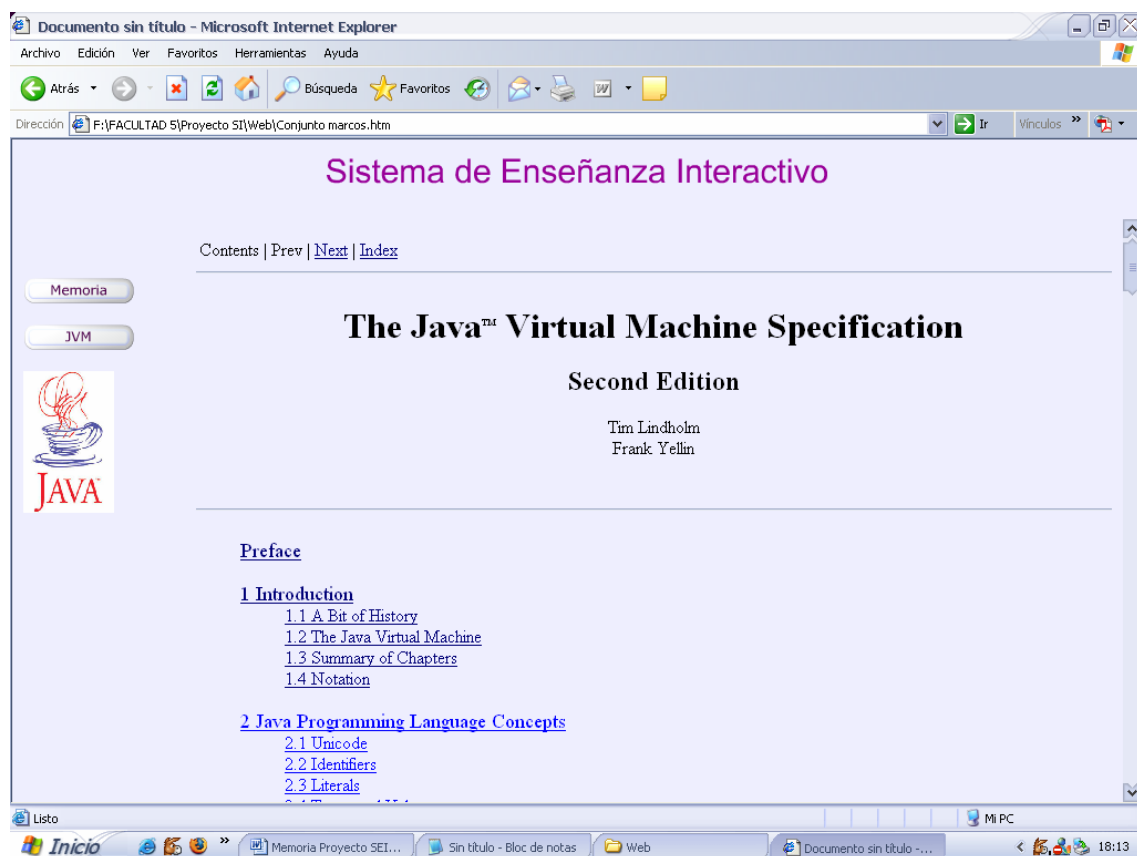 Documento sin título - Microsoft Internet Explorer
Archivo Edición Ver Favoritos Herramientas Ayuda
Atrás Búsqueda Favoritos
Dirección F:\FACULTAD 5\Proyecto SI\Web\Conjunto marcos.htm Ir Vínculos »
Sistema de Enseñanza Interactivo
Contents | Prev | Next | Index
Memoria
JVM
JAVA
The Java™ Virtual Machine Specification
Second Edition
Tim Lindholm
Frank Yellin
Preface
1 Introduction
1.1 A Bit of History
1.2 The Java Virtual Machine
1.3 Summary of Chapters
1.4 Notation
2 Java Programming Language Concepts
2.1 Unicode
2.2 Identifiers
2.3 Literals
Listo Mi PC
Inicio » Memoria Proyecto SEI... Sin título - Bloc de notas Web Documento sin título -... 18:13